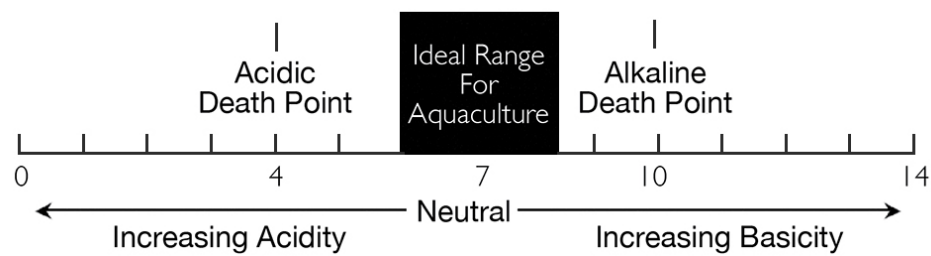 Acidic
Death Point
Ideal Range
For
Aquaculture
Alkaline
Death Point
0 4 7 10 14
Neutral
Increasing Acidity Increasing Basicity